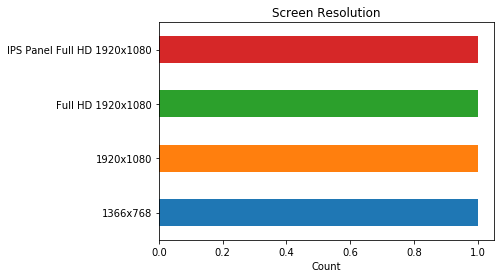 Screen Resolution
IPS Panel Full HD 1920x1080
Full HD 1920x1080
1920x1080
1366x768
0.0 0.2 0.4 0.6 0.8 1.0
Count